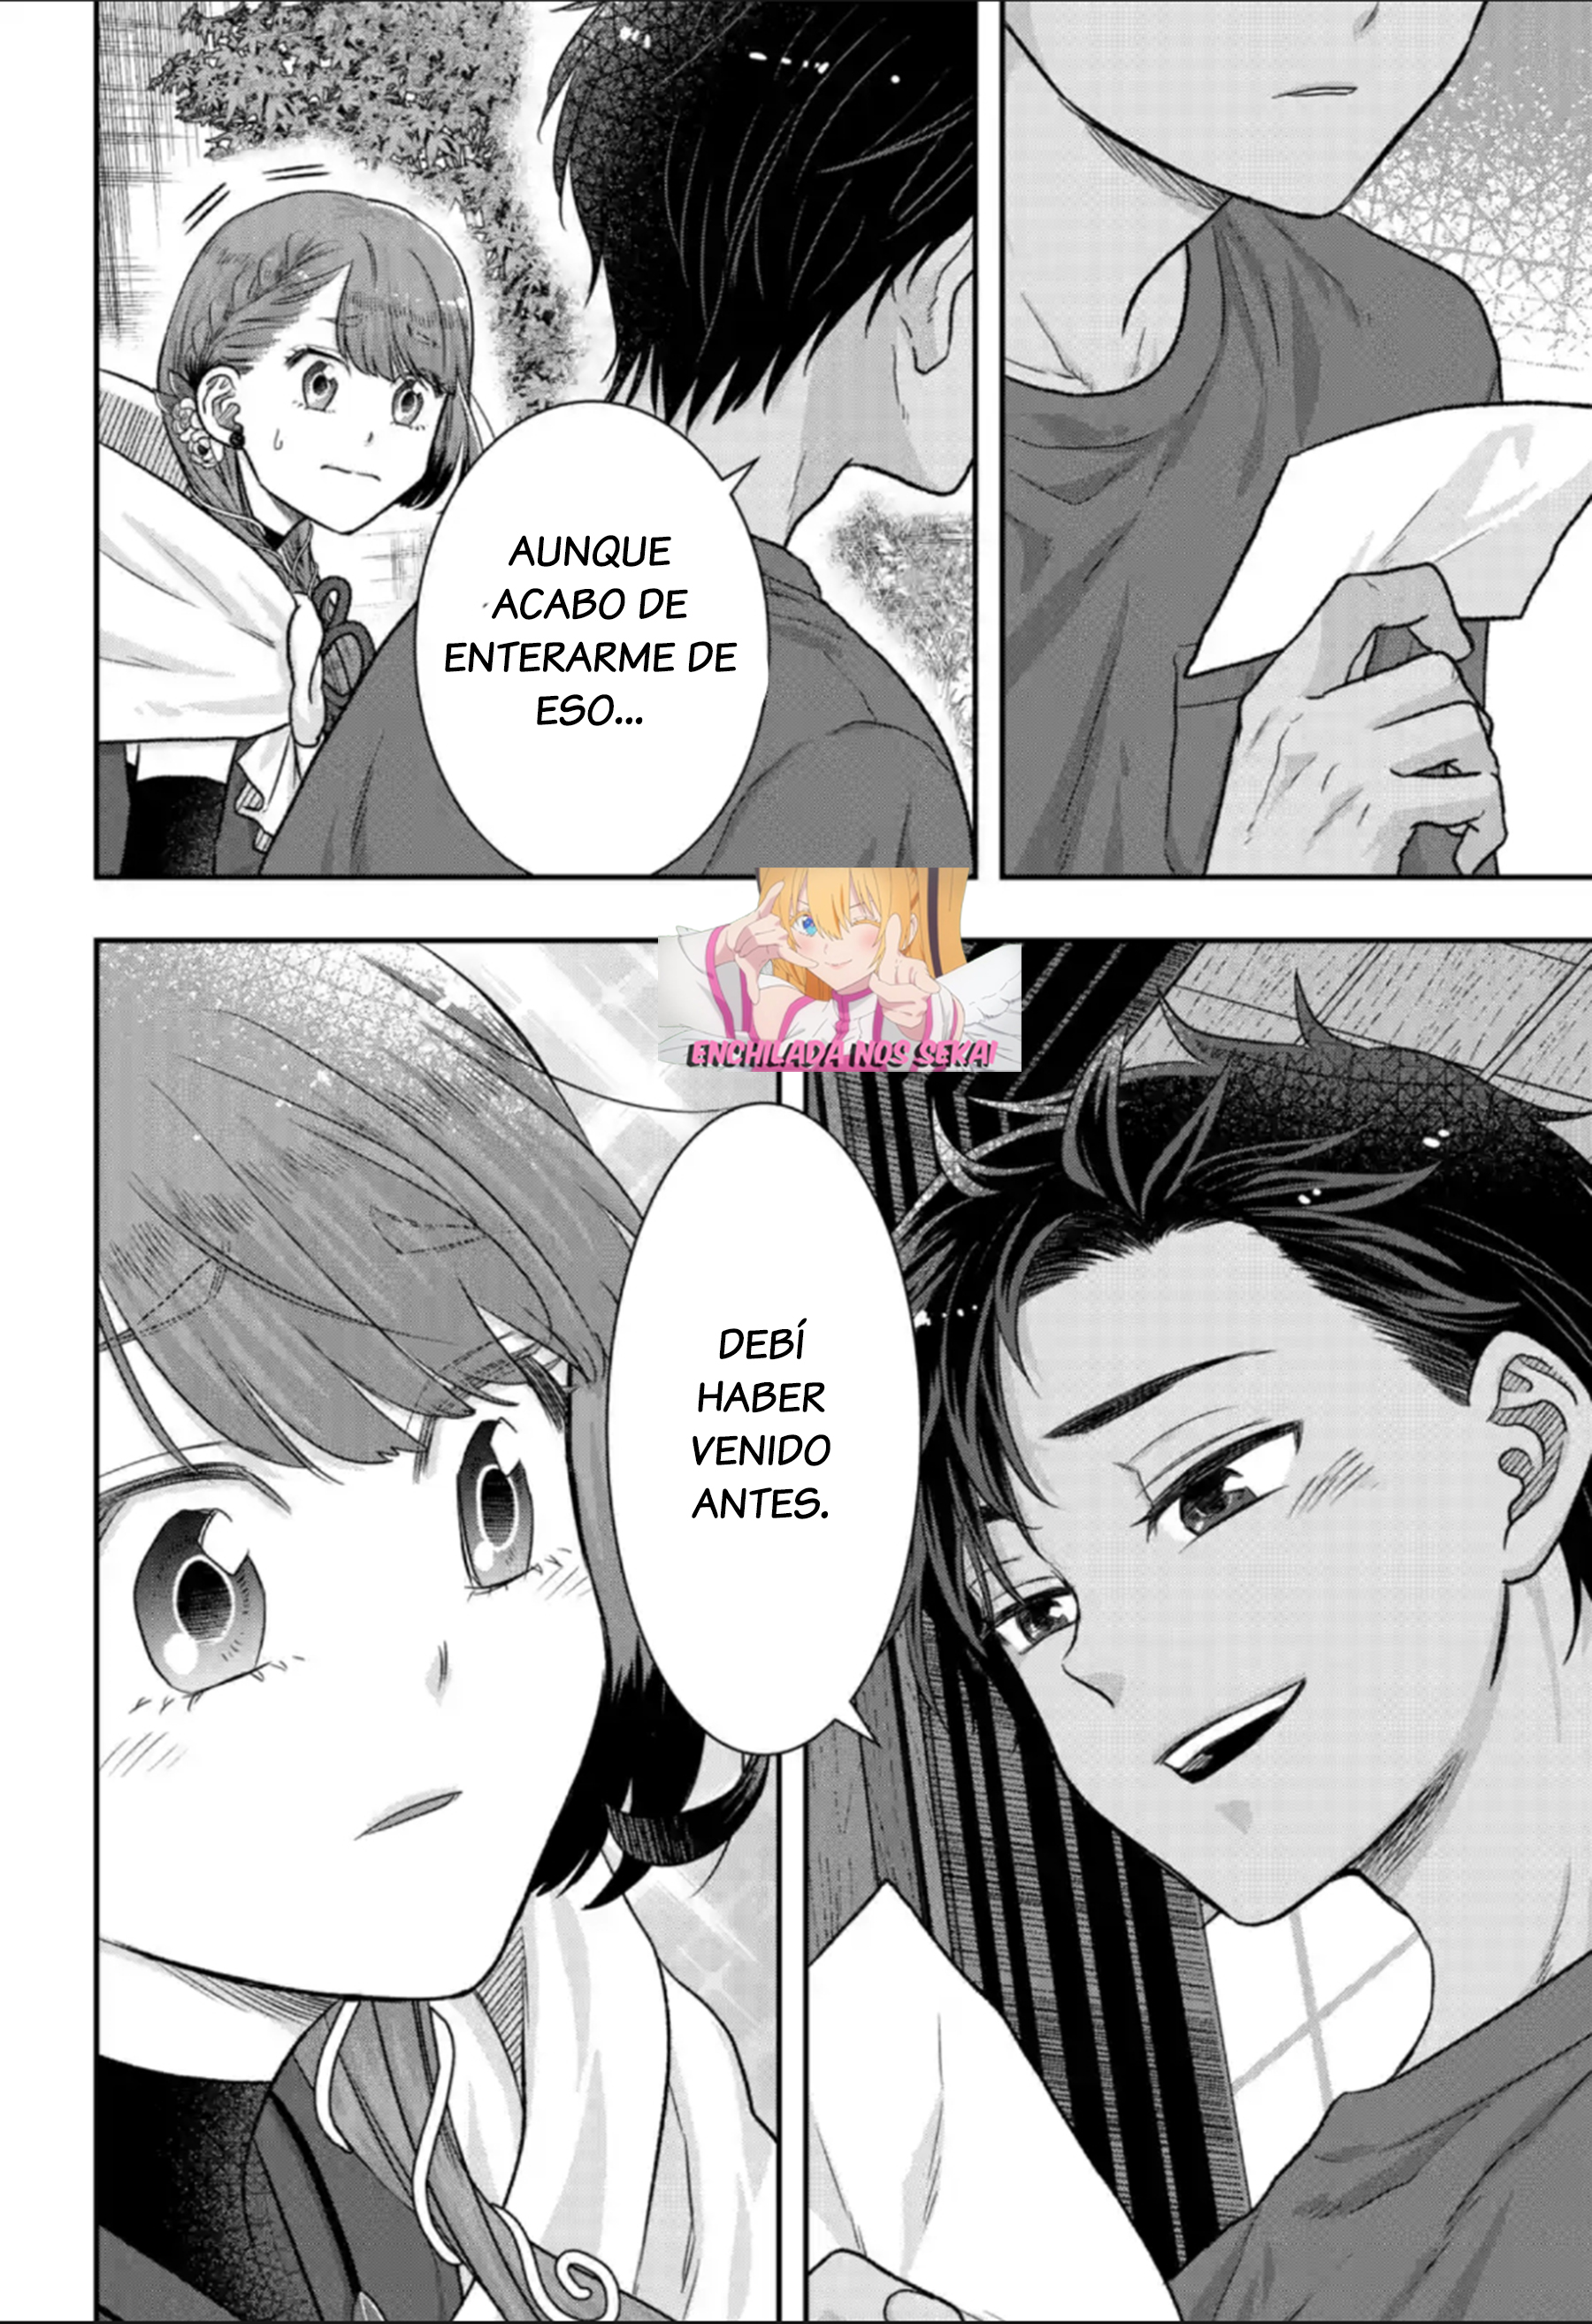 AUNQUE
ACABO DE
ENTERARME DE
ESO...
ENCHILADA NOS SEKAI
DEBÍ
HABER
VENIDO
ANTES.